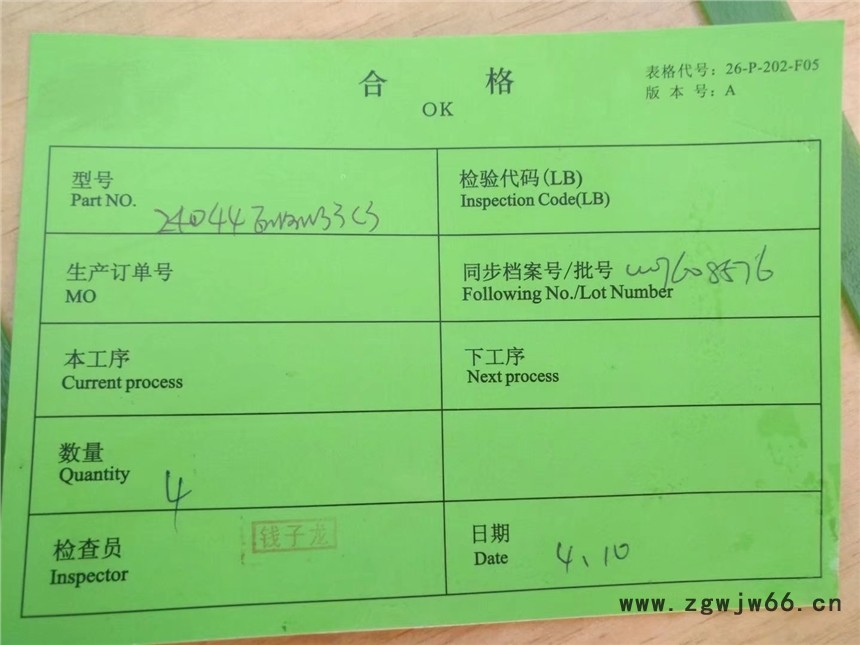 合 格
OK
表格代号：26-P-202-F05
版 本 号：A
型号
Part NO.
检验代码(LB)
Inspection Code(LB)
生产订单号
MO
同步档案号/批号
Following No./Lot Number
本工序
Current process
下工序
Next process
数量
Quantity
4
检查员
Inspector
钱子龙
日期
Date
4、10
www.zgwjw66.cn